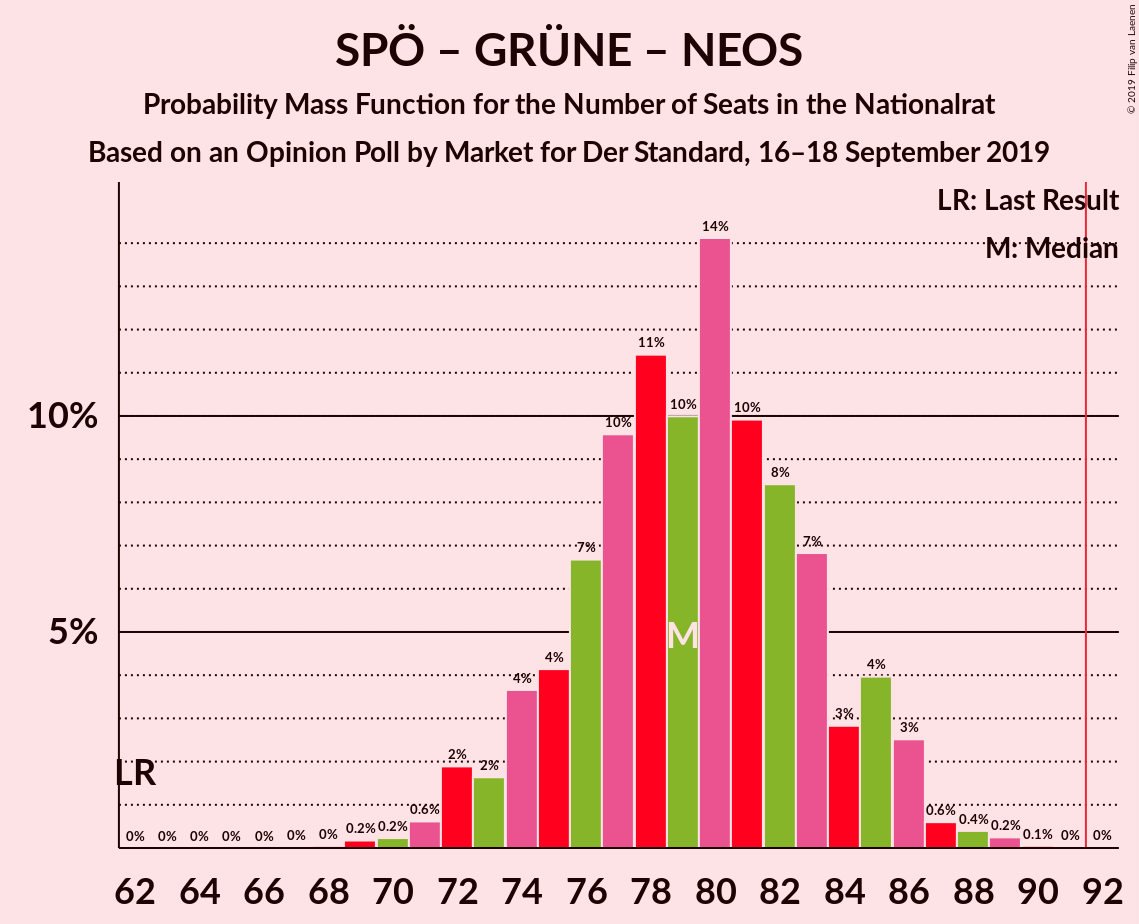 SPÖ – GRÜNE – NEOS
Probability Mass Function for the Number of Seats in the Nationalrat
Based on an Opinion Poll by Market for Der Standard, 16–18 September 2019
© 2019 Filip van Laenen
LR: Last Result
M: Median
10%
5%
LR
M
0% 0% 0% 0% 0% 0% 0% 0.2% 0.2% 0.6% 2% 2% 4% 4% 7% 10% 11% 10% 14% 10% 8% 7% 3% 4% 3% 0.6% 0.4% 0.2% 0.1% 0% 0%
62 64 66 68 70 72 74 76 78 80 82 84 86 88 90 92